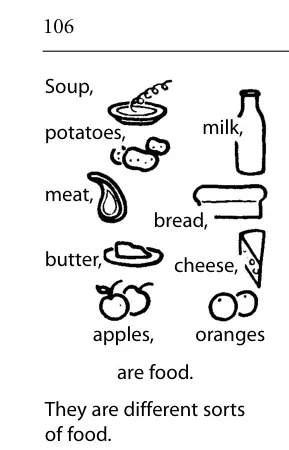 106
Soup,
potatoes,
milk,
meat,
bread,
butter,
cheese,
apples, oranges
are food.
They are different sorts
of food.